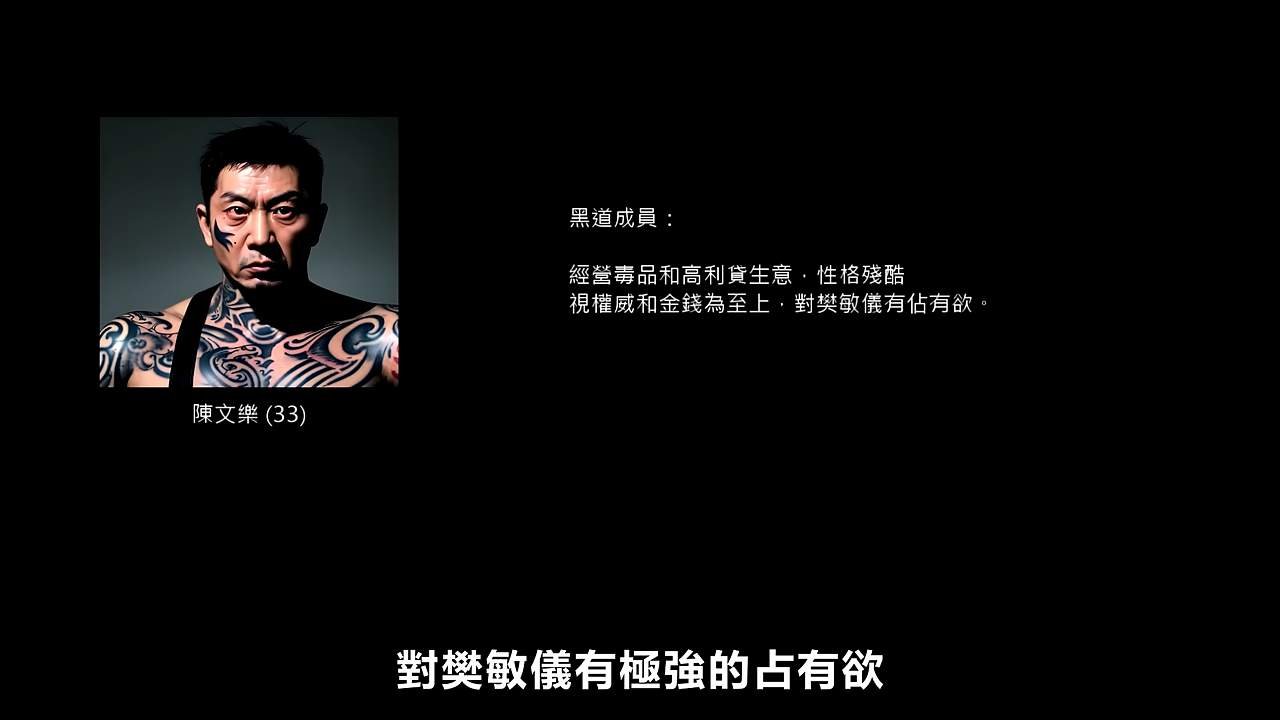 黑道成員：
經營毒品和高利貸生意，性格殘酷
視權威和金錢為至上，對樊敏儀有佔有欲。
陳文樂 (33)
對樊敏儀有極強的占有欲